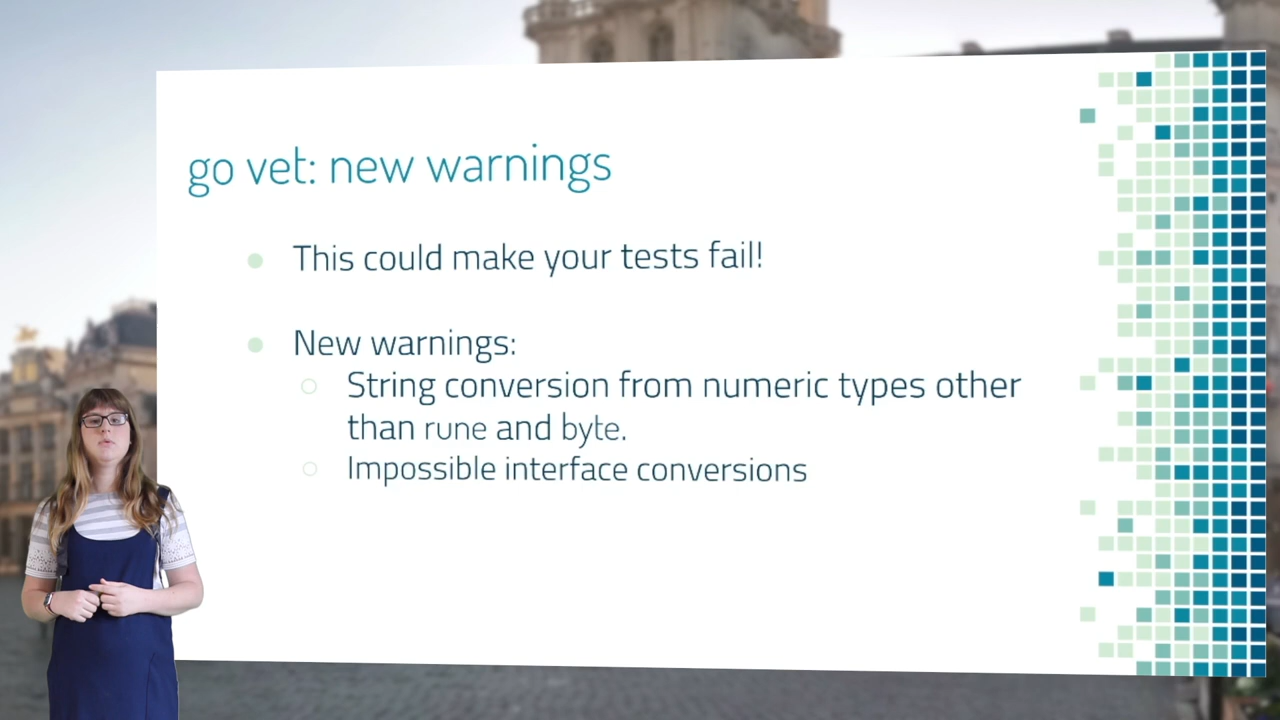 go vet: new warnings
This could make your tests fail!
New warnings:
String conversion from numeric types other
than rune and byte.
Impossible interface conversions